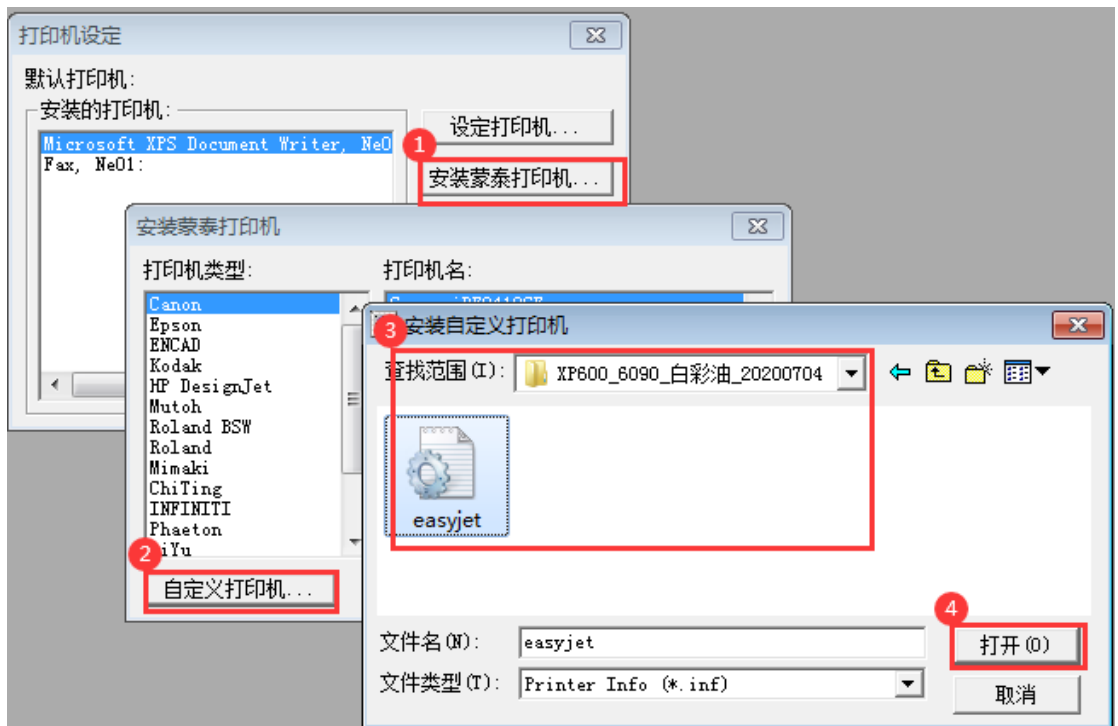 打印机设定
默认打印机:
安装的打印机:
Microsoft XPS Document Writer, Ne0
Fax, Ne01:
设定打印机...
1
安装蒙泰打印机...
安装蒙泰打印机
打印机类型:
打印机名:
Canon
Epson
ENCAD
Kodak
HP DesignJet
Mutoh
Roland BSW
Roland
Mimaki
ChiTing
INFINITI
Phaeton
2
自定义打印机...
3
安装自定义打印机
查找范围(I):
XP600_6090_白彩油_20200704
easyjet
4
文件名(N):
easyjet
打开(O)
文件类型(T):
Printer Info (*.inf)
取消